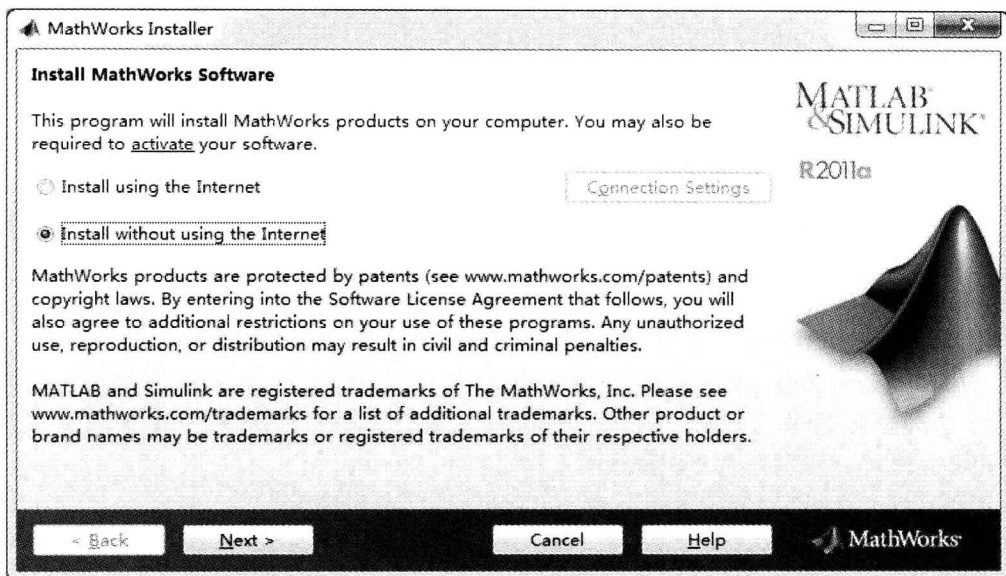 MathWorks Installer
Install MathWorks Software
This program will install MathWorks products on your computer. You may also be
required to activate your software.
Install using the Internet
Connection Settings
Install without using the Internet
MathWorks products are protected by patents (see www.mathworks.com/patents) and
copyright laws. By entering into the Software License Agreement that follows, you will
also agree to additional restrictions on your use of these programs. Any unauthorized
use, reproduction, or distribution may result in civil and criminal penalties.
MATLAB and Simulink are registered trademarks of The MathWorks, Inc. Please see
www.mathworks.com/trademarks for a list of additional trademarks. Other product or
brand names may be trademarks or registered trademarks of their respective holders.
MATLAB®
&SIMULINK®
R2011a
< Back
Next >
Cancel
Help
MathWorks®